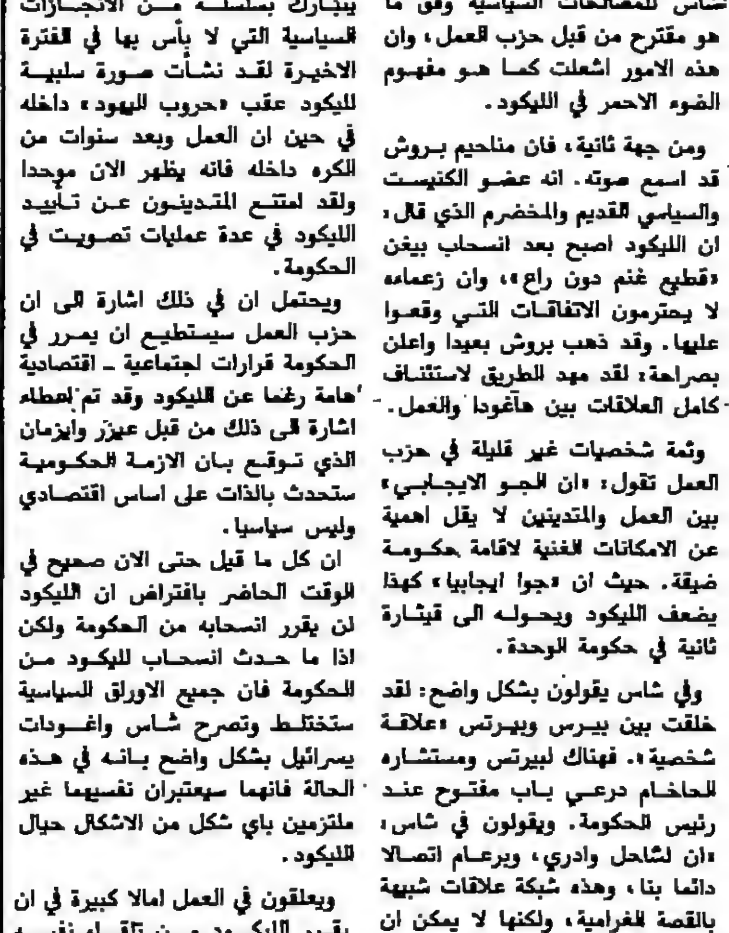 شاس للمصالحات السياسية وفق ما
هو مقترح من قبل حزب العمل، وان
هذه الامور اشعلت كما هو مفهوم
الضوء الاحمر في الليكود.
ومن جهة ثانية، فان مناحيم بروش
قد اسمع صوته. انه عضو الكنيست
والسياسي القديم والمخضرم الذي قال،
ان الليكود اصبح بعد انسحاب بيغن
«قطيع غنم دون راع»، وان زعماءه
لا يحترمون الاتفاقات التي وقعوا
عليها. وقد ذهب بروش بعيدا واعلن
بصراحة، لقد مهد الطريق لاستئناف
كامل العلاقات بين هآغودا والعمل.
وثمة شخصيات غير قليلة في حزب
العمل تقول، «ان الجو الايجابي»
بين العمل والمتدينين لا يقل اهمية
عن الامكانات الغنية لاقامة حكومة
ضيقة. حيث ان «جوا ايجابيا» كهذا
يضعف الليكود ويحوله الى قيثارة
ثانية في حكومة الوحدة.
وفي شاس يقولون بشكل واضح: لقد
خلقت بين بيرس وبيرتس «علاقة
شخصية». فهناك لبيرتس ومستشاره
الحاخام درعي باب مفتوح عند
رئيس الحكومة. ويقولون في شاس،
«ان لشاحل وادري، وبرعام اتصالا
دائما بنا، وهذه شبكة علاقات شبيهة
بالقصة الغرامية، ولكنها لا يمكن ان
بسلسلة من الانجازات
السياسية التي لا بأس بها في الفترة
الاخيرة لقد نشأت صورة سلبية
لليكود عقب «حروب اليهود» داخله
في حين ان العمل وبعد سنوات من
الكره داخله فانه يظهر الان موحدا
ولقد امتنع المتدينون عن تأييد
الليكود في عدة عمليات تصويت في
الحكومة.
ويحتمل ان في ذلك اشارة الى ان
حزب العمل سيستطيع ان يمرر في
الحكومة قرارات اجتماعية - اقتصادية
هامة رغما عن الليكود وقد تم اعطاء
اشارة الى ذلك من قبل عيزر وايزمان
الذي توقع بان الازمة الحكومية
ستحدث بالذات على اساس اقتصادي
وليس سياسيا.
ان كل ما قيل حتى الان صحيح في
الوقت الحاضر بافتراض ان الليكود
لن يقرر انسحابه من الحكومة ولكن
اذا ما حدث انسحاب لليكود من
الحكومة فان جميع الاوراق السياسية
ستختلط وتصرح شاس واغودات
يسرائيل بشكل واضح بانه في هذه
الحالة فانهما سيعتبران نفسيهما غير
ملتزمين باي شكل من الاشكال حيال
الليكود.
ويعلقون في العمل امالا كبيرة في ان